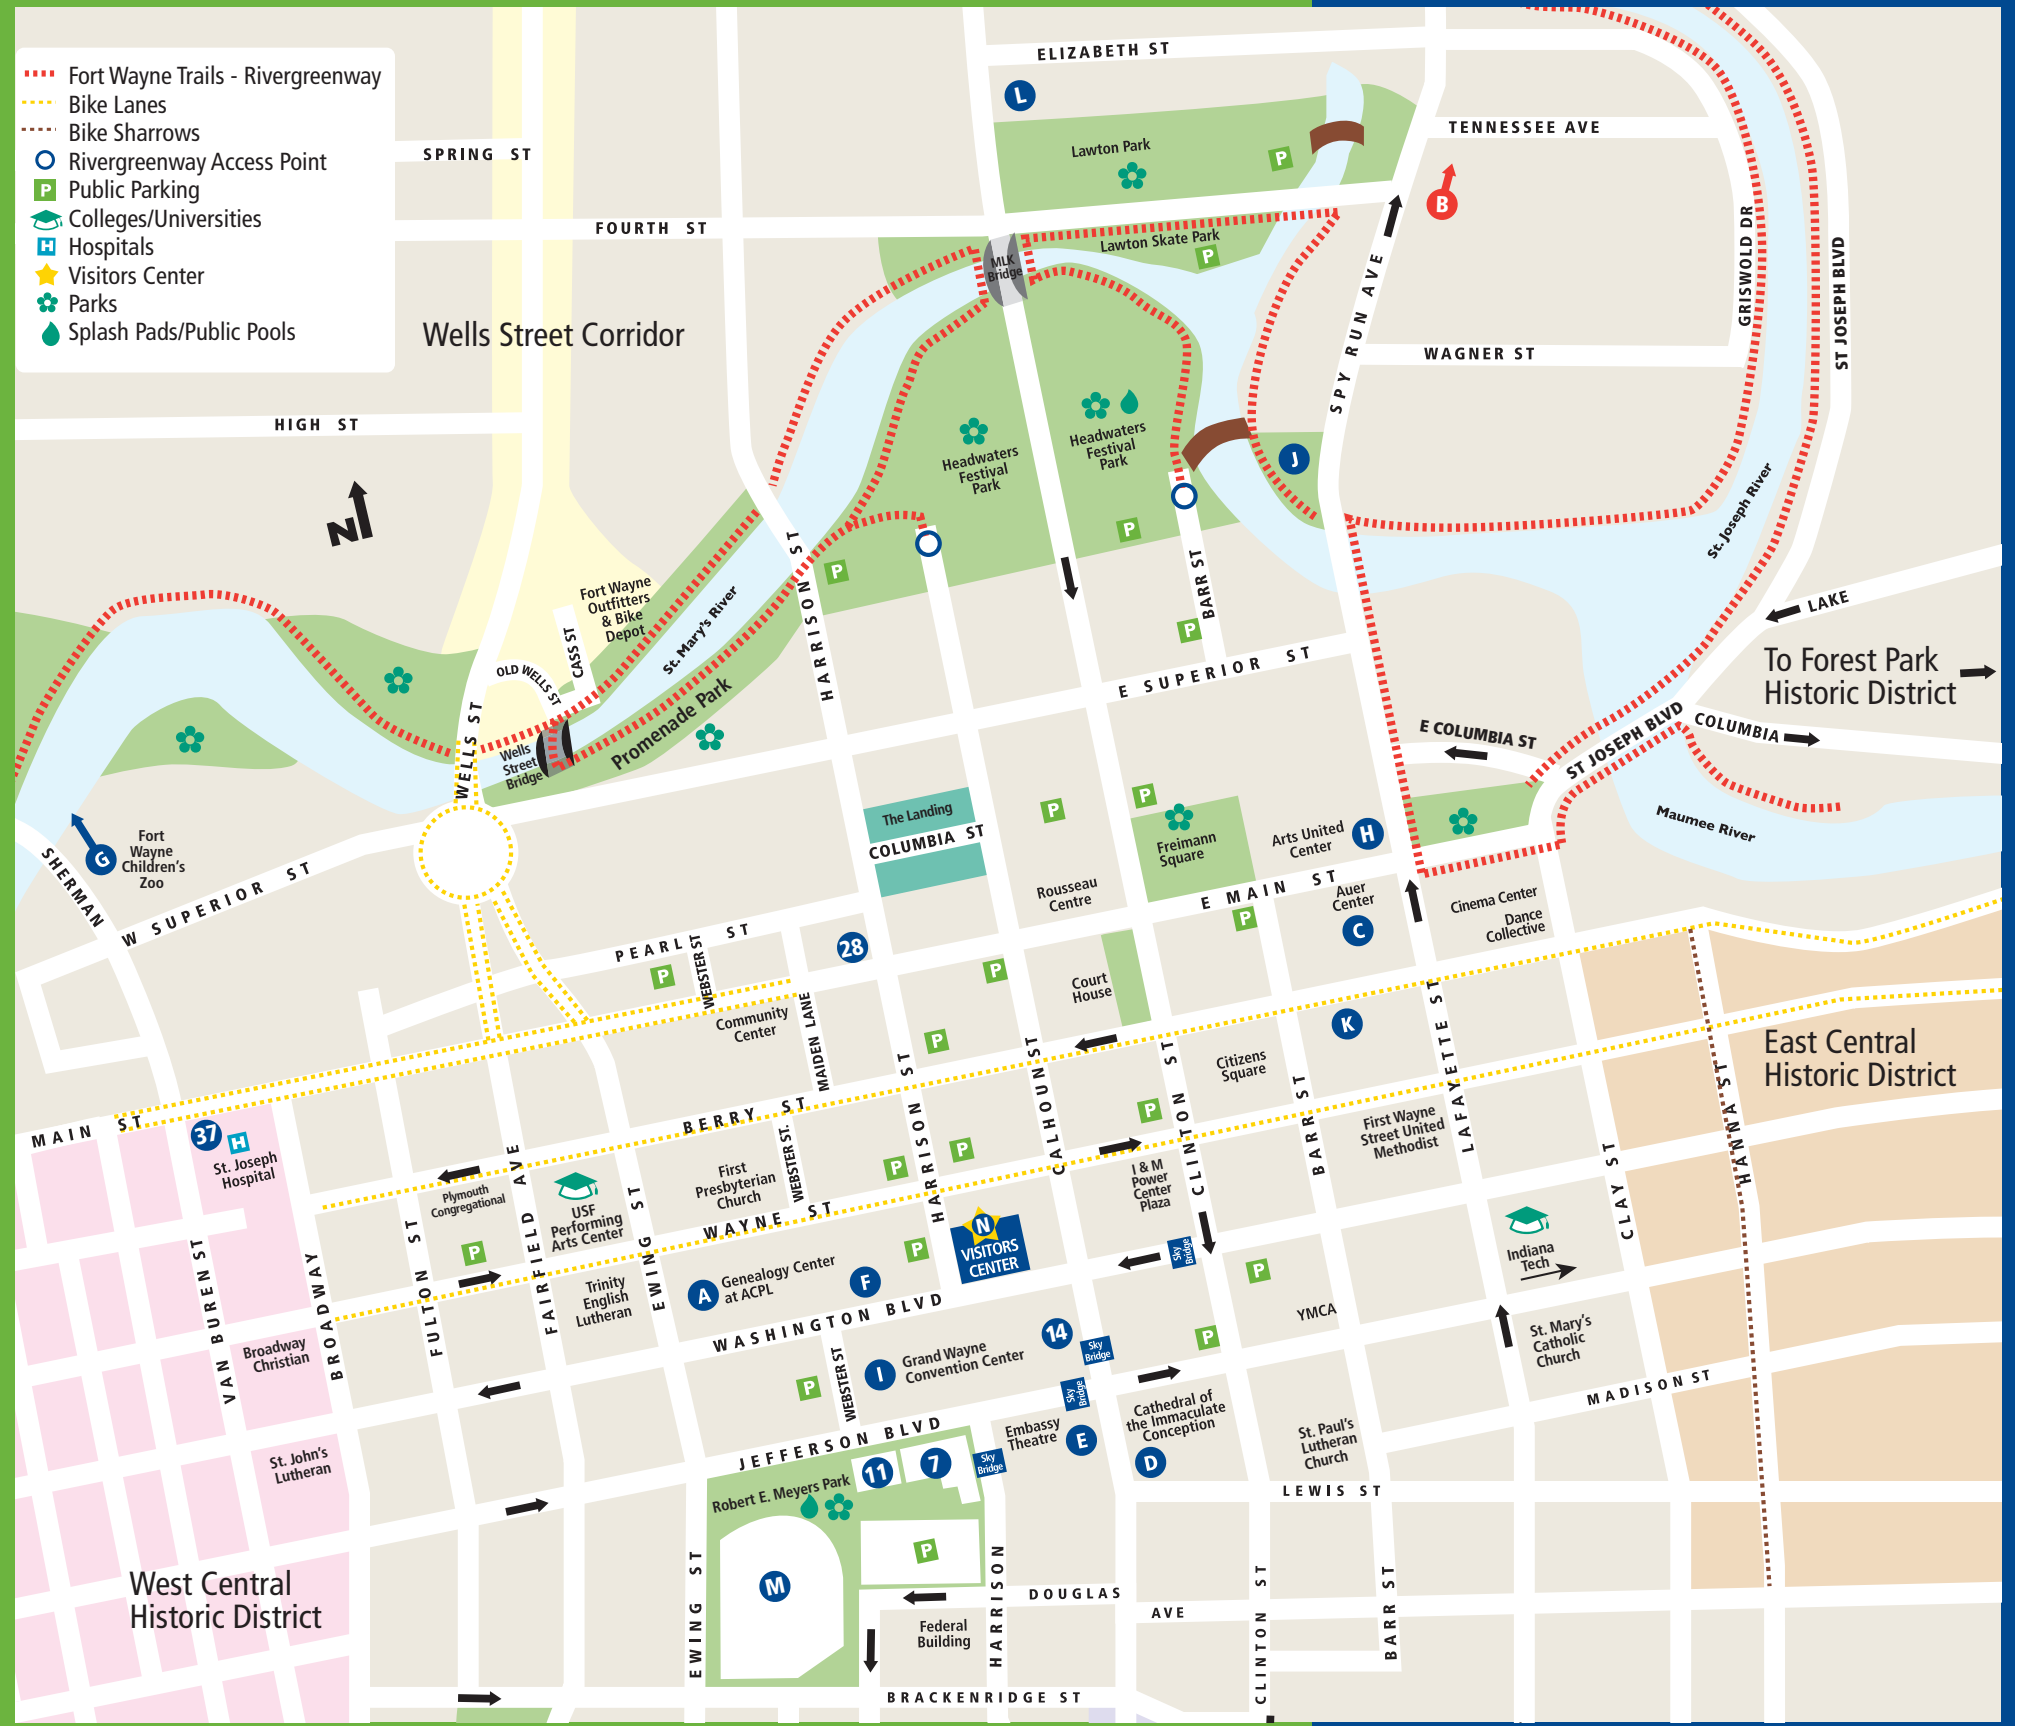 Fort Wayne Trails - Rivergreenway
Bike Lanes
Bike Sharrows
Rivergreenway Access Point
P Public Parking
Colleges/Universities
H Hospitals
Visitors Center
Parks
Splash Pads/Public Pools
ELIZABETH ST
L
Lawton Park
P
TENNESSEE AVE
SPRING ST
B
FOURTH ST
Lawton Skate Park
P
MLK
Bridge
GRISWOLD DR
ST JOSEPH BLVD
SPY RUN AVE
Wells Street Corridor
WAGNER ST
HIGH ST
Headwaters
Festival
Park
Headwaters
Festival
Park
J
N
P
St. Joseph River
HARRISON ST
P
BARR ST
P
Fort Wayne
Outfitters
& Bike
Depot
CASS ST
OLD WELLS ST
St. Mary's River
Promenade Park
LAKE
To Forest Park
Historic District
E SUPERIOR ST
WELLS ST
Wells
Street
Bridge
E COLUMBIA ST
ST JOSEPH BLVD
COLUMBIA
Maumee River
G
Fort
Wayne
Children's
Zoo
SHERMAN
W SUPERIOR ST
The Landing
COLUMBIA ST
P
P
Freimann
Square
Arts United
Center
H
Rousseau
Centre
E MAIN ST
P
Auer
Center
C
Cinema Center
Dance
Collective
PEARL ST
WEBSTER ST
P
28
P
Court
House
Community
Center
MAIDEN LANE
P
K
Citizens
Square
LAFAYETTE ST
East Central
Historic District
HANNA ST
MAIN ST
37
H
St. Joseph
Hospital
BERRY ST
WEBSTER ST.
HARRISON ST
CALHOUN ST
CLINTON ST
BARR ST
P
First Wayne
Street United
Methodist
CLAY ST
Plymouth
Congregational
P
USF
Performing
Arts Center
First
Presbyterian
Church
WAYNE ST
P
P
I & M
Power
Center
Plaza
VAN BUREN ST
BROADWAY
FULTON ST
FAIRFIELD AVE
EWING ST
Trinity
English
Lutheran
A
Genealogy Center
at ACPL
F
P
N
VISITORS
CENTER
Sky
Bridge
P
Indiana
Tech
WASHINGTON BLVD
YMCA
St. Mary's
Catholic
Church
Broadway
Christian
WEBSTER ST
I
Grand Wayne
Convention Center
14
Sky
Bridge
P
Sky
Bridge
P
MADISON ST
Cathedral of
the Immaculate
Conception
D
St. Paul's
Lutheran
Church
St. John's
Lutheran
JEFFERSON BLVD
Embassy
Theatre
E
Sky
Bridge
11
7
Robert E. Meyers Park
LEWIS ST
P
M
West Central
Historic District
EWING ST
HARRISON
DOUGLAS
AVE
Federal
Building
CLINTON ST
BARR ST
BRACKENRIDGE ST